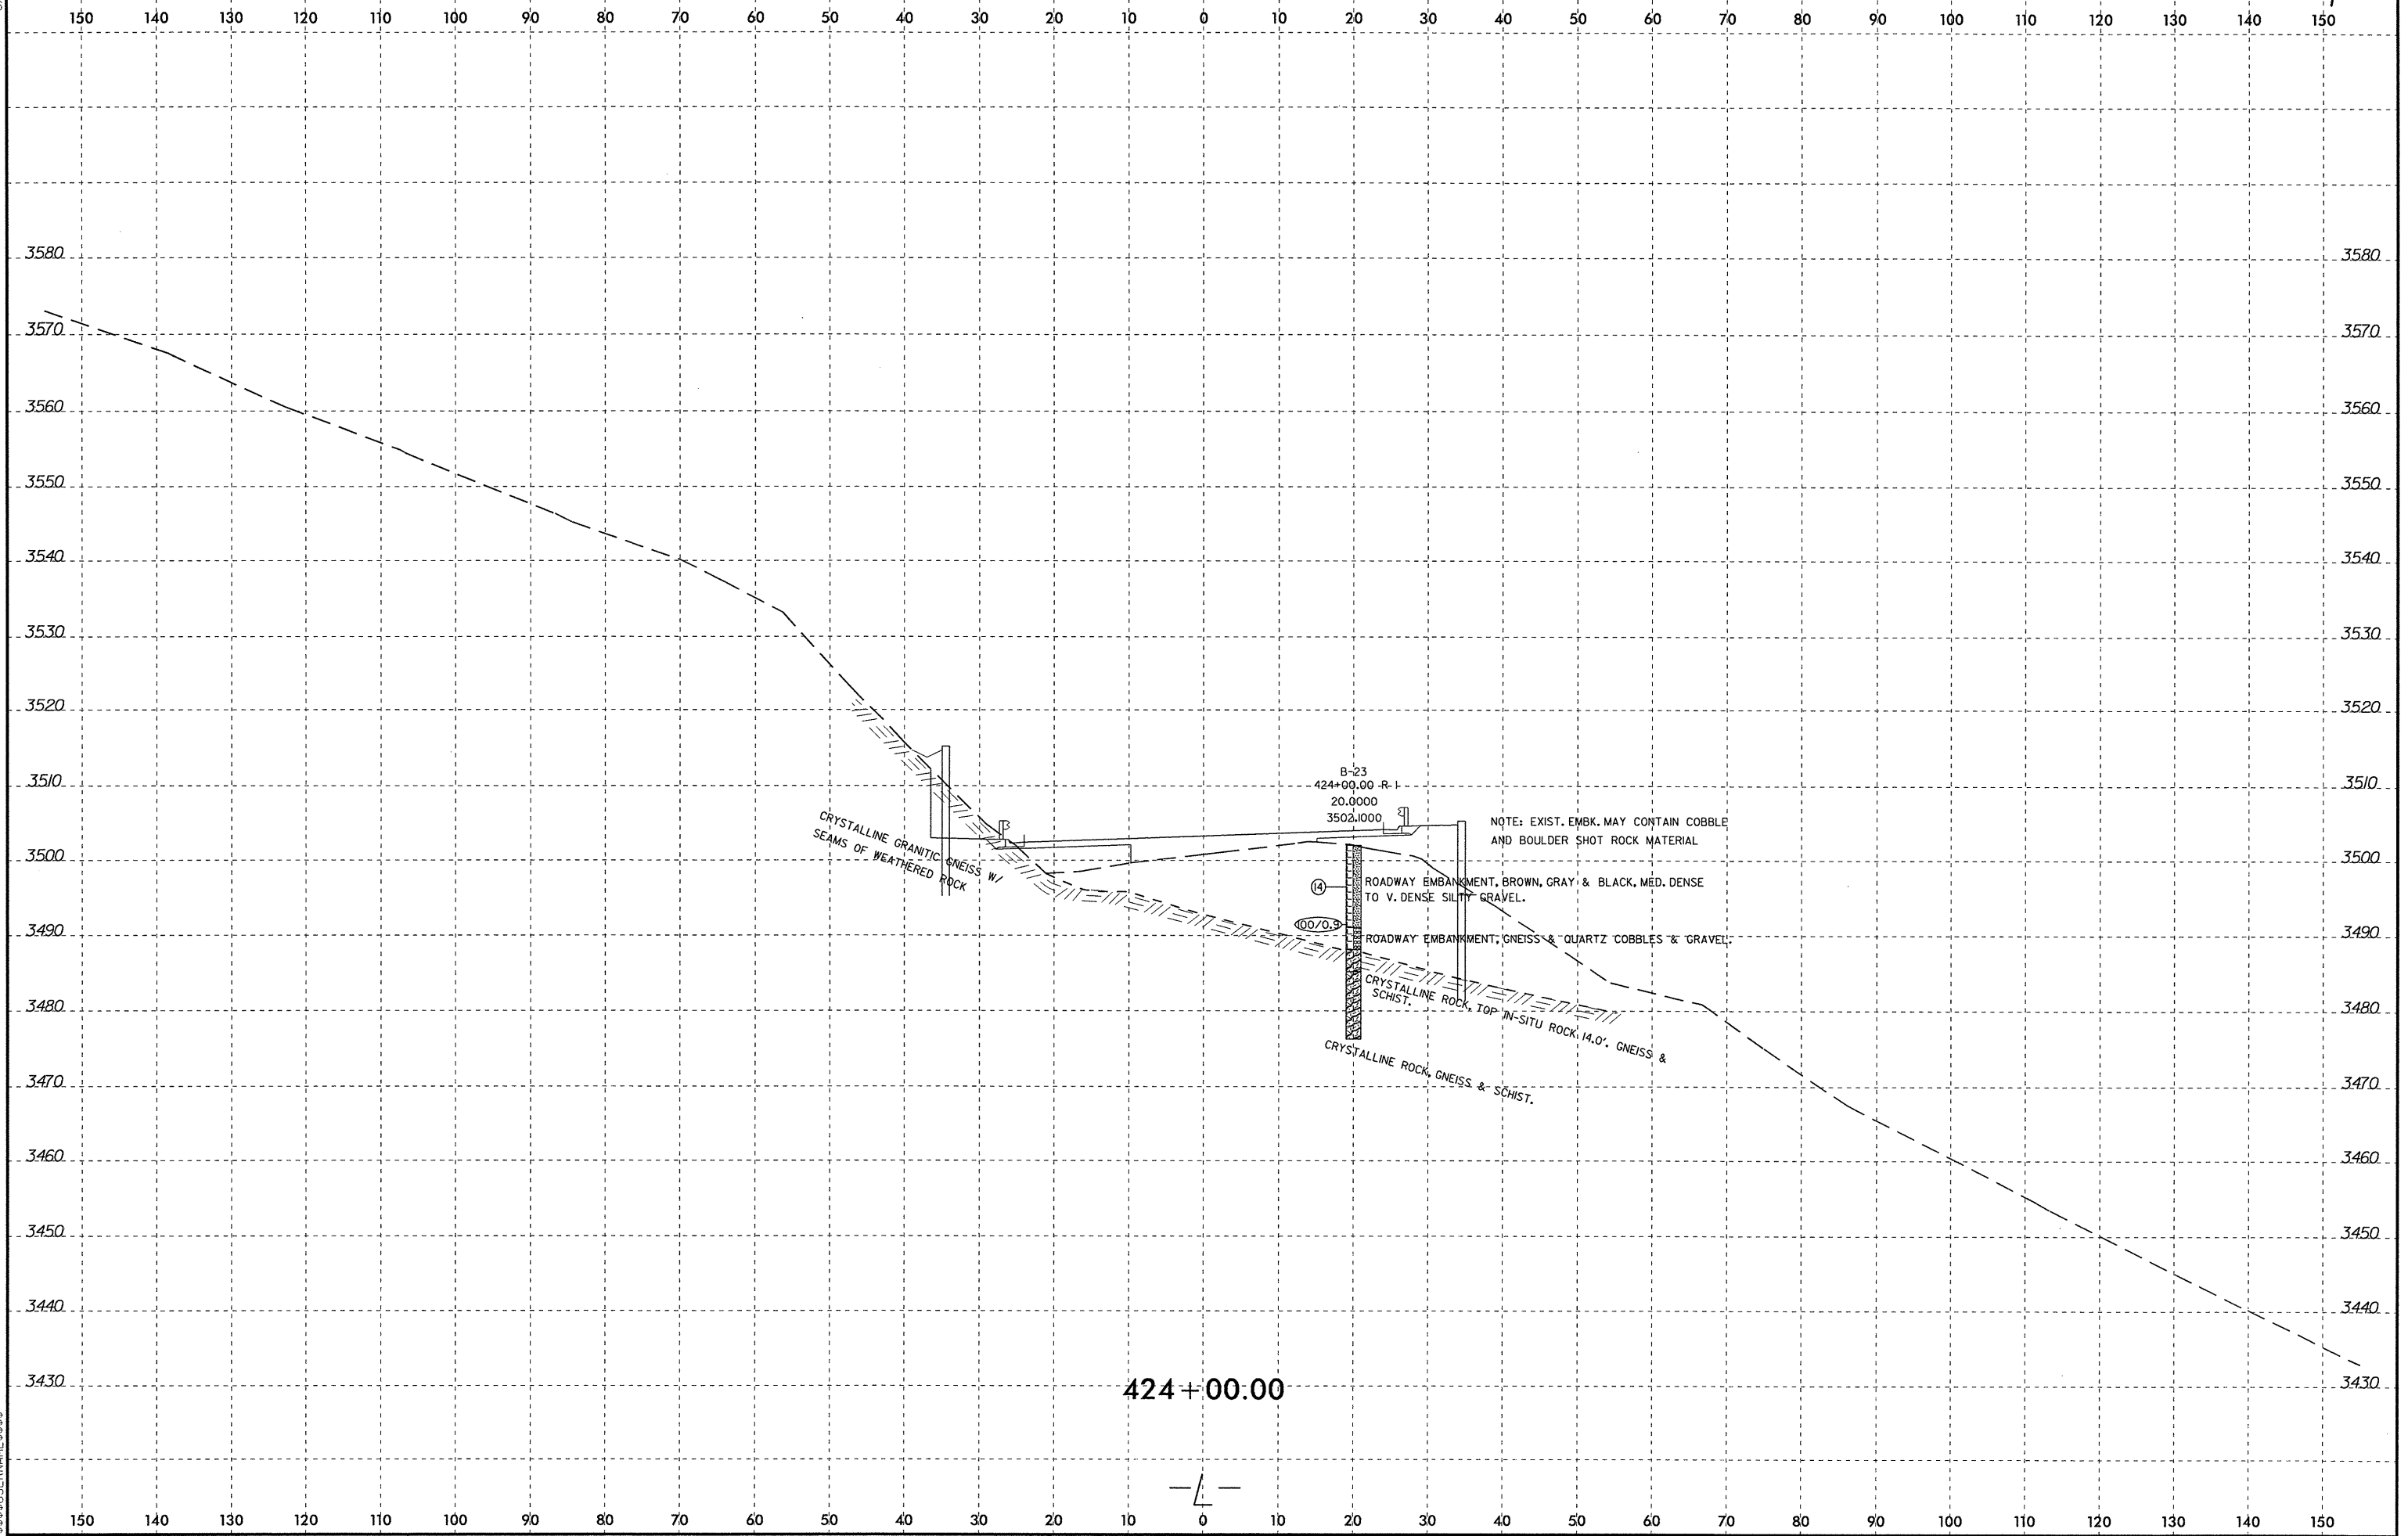 150 140 130 120 110 100 90 80 70 60 50 40 30 20 10 0 10 20 30 40 50 60 70 80 90 100 110 120 130 140 150
3580 3580
3570 3570
3560 3560
3550 3550
3540 3540
3530 3530
3520 3520
3510 3510
B-23
424+00.00 R-1
20.0000
3502.1000
NOTE: EXIST. EMBK. MAY CONTAIN COBBLE
AND BOULDER SHOT ROCK MATERIAL
CRYSTALLINE GRANITIC GNEISS W/
SEAMS OF WEATHERED ROCK
3500 3500
14
ROADWAY EMBANKMENT, BROWN, GRAY & BLACK, MED. DENSE
TO V. DENSE SILTY GRAVEL.
100/0.9
3490 3490
ROADWAY EMBANKMENT, GNEISS & QUARTZ COBBLES & GRAVEL.
CRYSTALLINE ROCK, TOP IN-SITU ROCK 14.0'. GNEISS &
SCHIST.
3480 3480
CRYSTALLINE ROCK, GNEISS & SCHIST.
3470 3470
3460 3460
3450 3450
3440 3440
3430 3430
424+00.00
-L-
150 140 130 120 110 100 90 80 70 60 50 40 30 20 10 0 10 20 30 40 50 60 70 80 90 100 110 120 130 140 150